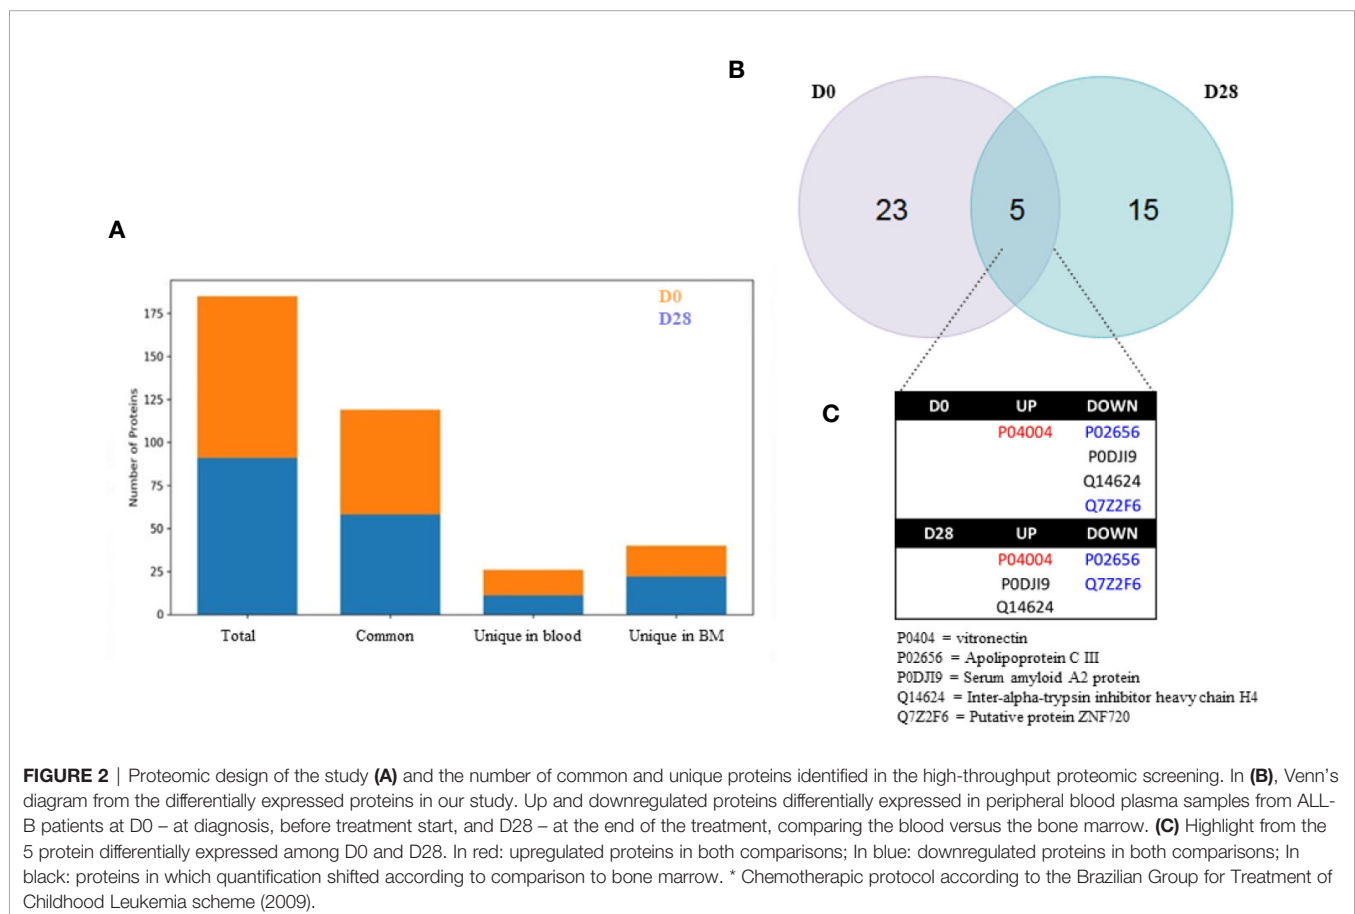 A
D0
D28
Number of Proteins
175
150
125
100
75
50
25
0
Total
Common
Unique in blood
Unique in BM
B
D0
D28
23
5
15
C
D0 UP DOWN
P04004 P02656
P0DJI9
Q14624
Q7Z2F6
D28 UP DOWN
P04004 P02656
P0DJI9 Q7Z2F6
Q14624
P0404 = vitronectin
P02656 = Apolipoprotein C III
P0DJI9 = Serum amyloid A2 protein
Q14624 = Inter-alpha-trypsin inhibitor heavy chain H4
Q7Z2F6 = Putative protein ZNF720
FIGURE 2 | Proteomic design of the study (A) and the number of common and unique proteins identified in the high-throughput proteomic screening. In (B), Venn's
diagram from the differentially expressed proteins in our study. Up and downregulated proteins differentially expressed in peripheral blood plasma samples from ALL-
B patients at D0 – at diagnosis, before treatment start, and D28 – at the end of the treatment, comparing the blood versus the bone marrow. (C) Highlight from the
5 protein differentially expressed among D0 and D28. In red: upregulated proteins in both comparisons; In blue: downregulated proteins in both comparisons; In
black: proteins in which quantification shifted according to comparison to bone marrow. * Chemotherapic protocol according to the Brazilian Group for Treatment of
Childhood Leukemia scheme (2009).